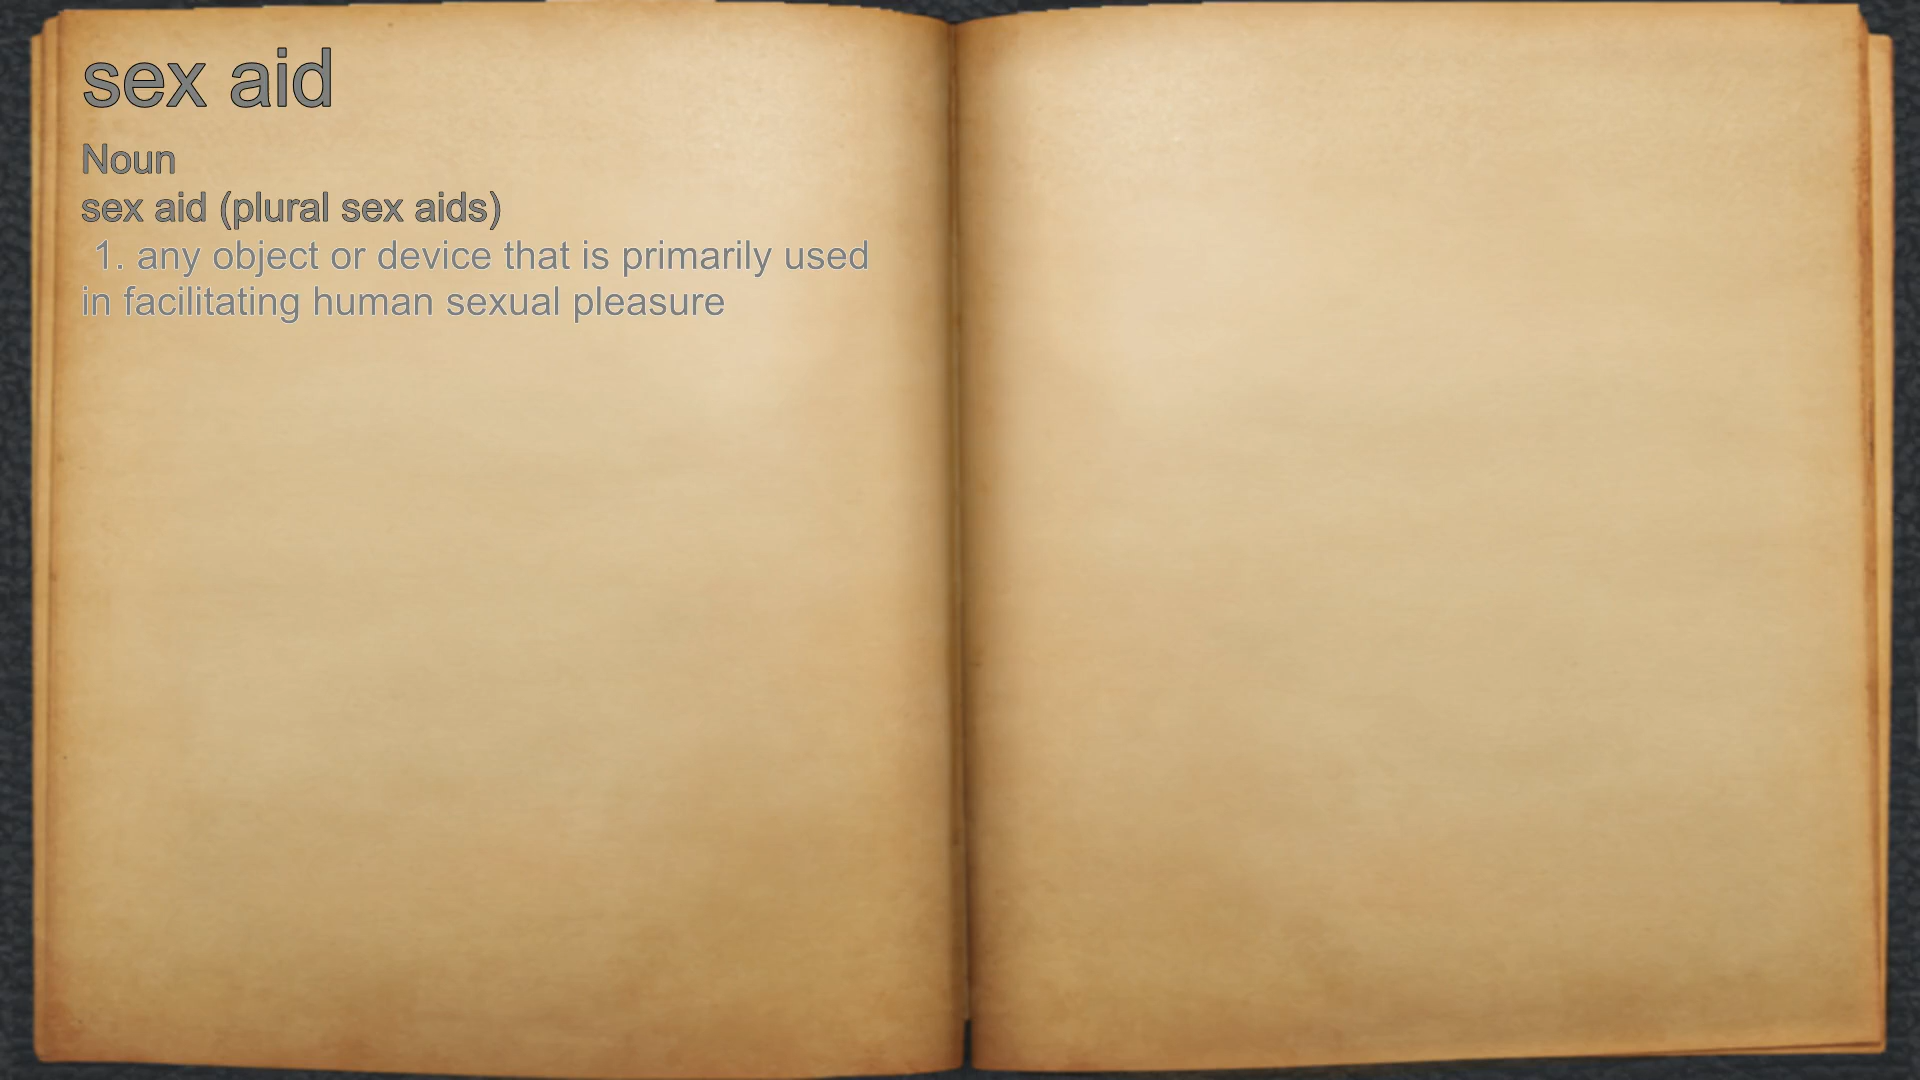 sex aid
Noun
sex aid (plural sex aids)
1. any object or device that is primarily used
in facilitating human sexual pleasure